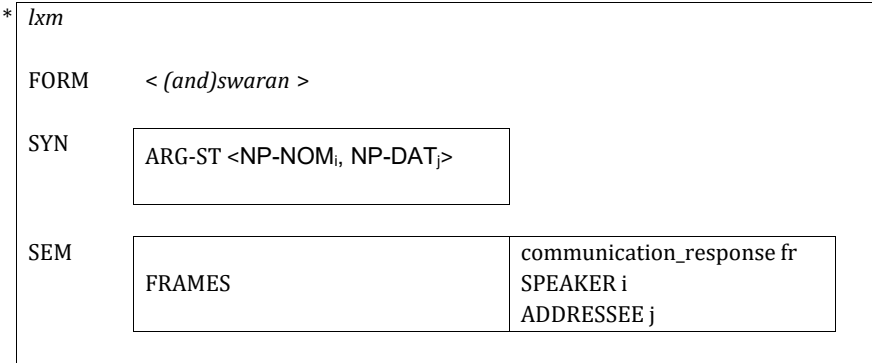 * lxm
FORM < (and)swaran >
SYN
ARG-ST <NP-NOMi, NP-DATj>
SEM
communication_response fr
FRAMES SPEAKER i
ADDRESSEE j